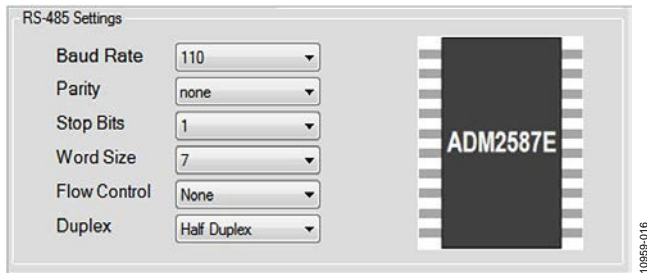 RS-485 Settings
Baud Rate 110
Parity none
Stop Bits 1
Word Size 7
Flow Control None
Duplex Half Duplex
ADM2587E
10959-016